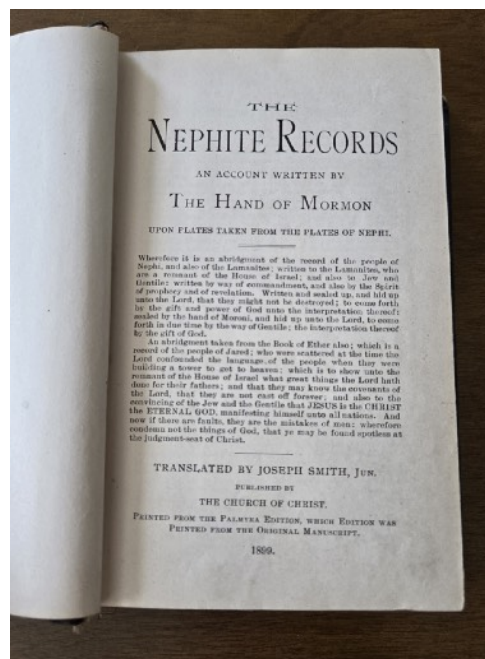 THE
NEPHITE RECORDS
AN ACCOUNT WRITTEN BY
THE HAND OF MORMON
UPON PLATES TAKEN FROM THE PLATES OF NEPHI.
Wherefore it is an abridgment of the record of the people of
Nephi, and also of the Lamanites; written to the Lamanites, who
are a remnant of the House of Israel; and also to Jew and
Gentile: written by way of commandment, and also by the Spirit
of prophecy and of revelation. Written and sealed up, and hid up
unto the Lord, that they might not be destroyed; to come forth
by the gift and power of God unto the interpretation thereof:
sealed by the hand of Moroni, and hid up unto the Lord, to come
forth in due time by the way of Gentile; the interpretation thereof
by the gift of God.
An abridgment taken from the Book of Ether also; which is a
record of the people of Jared; who were scattered at the time the
Lord confounded the language of the people when they were
building a tower to get to heaven; which is to shew unto the
remnant of the House of Israel what great things the Lord hath
done for their fathers; and that they may know the covenants of
the Lord, that they are not cast off forever; and also to the
convincing of the Jew and the Gentile that JESUS is the CHRIST
the ETERNAL GOD, manifesting himself unto all nations. And
now if there are faults, they are the mistakes of men: wherefore
condemn not the things of God, that ye may be found spotless at
the judgment-seat of Christ.
TRANSLATED BY JOSEPH SMITH, JUN.
PUBLISHED BY
THE CHURCH OF CHRIST.
PRINTED FROM THE PALMYRA EDITION, WHICH EDITION WAS
PRINTED FROM THE ORIGINAL MANUSCRIPT.
1899.